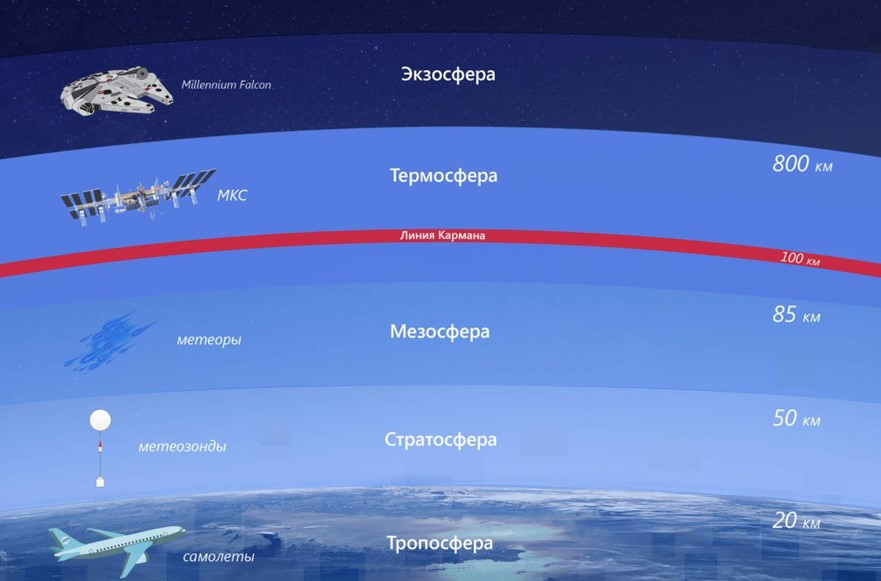 Экзосфера
Millennium Falcon
800 км
Термосфера
МКС
Линия Кармана
100 км
85 км
Мезосфера
метеоры
50 км
Стратосфера
метеозонды
20 км
Тропосфера
самолеты